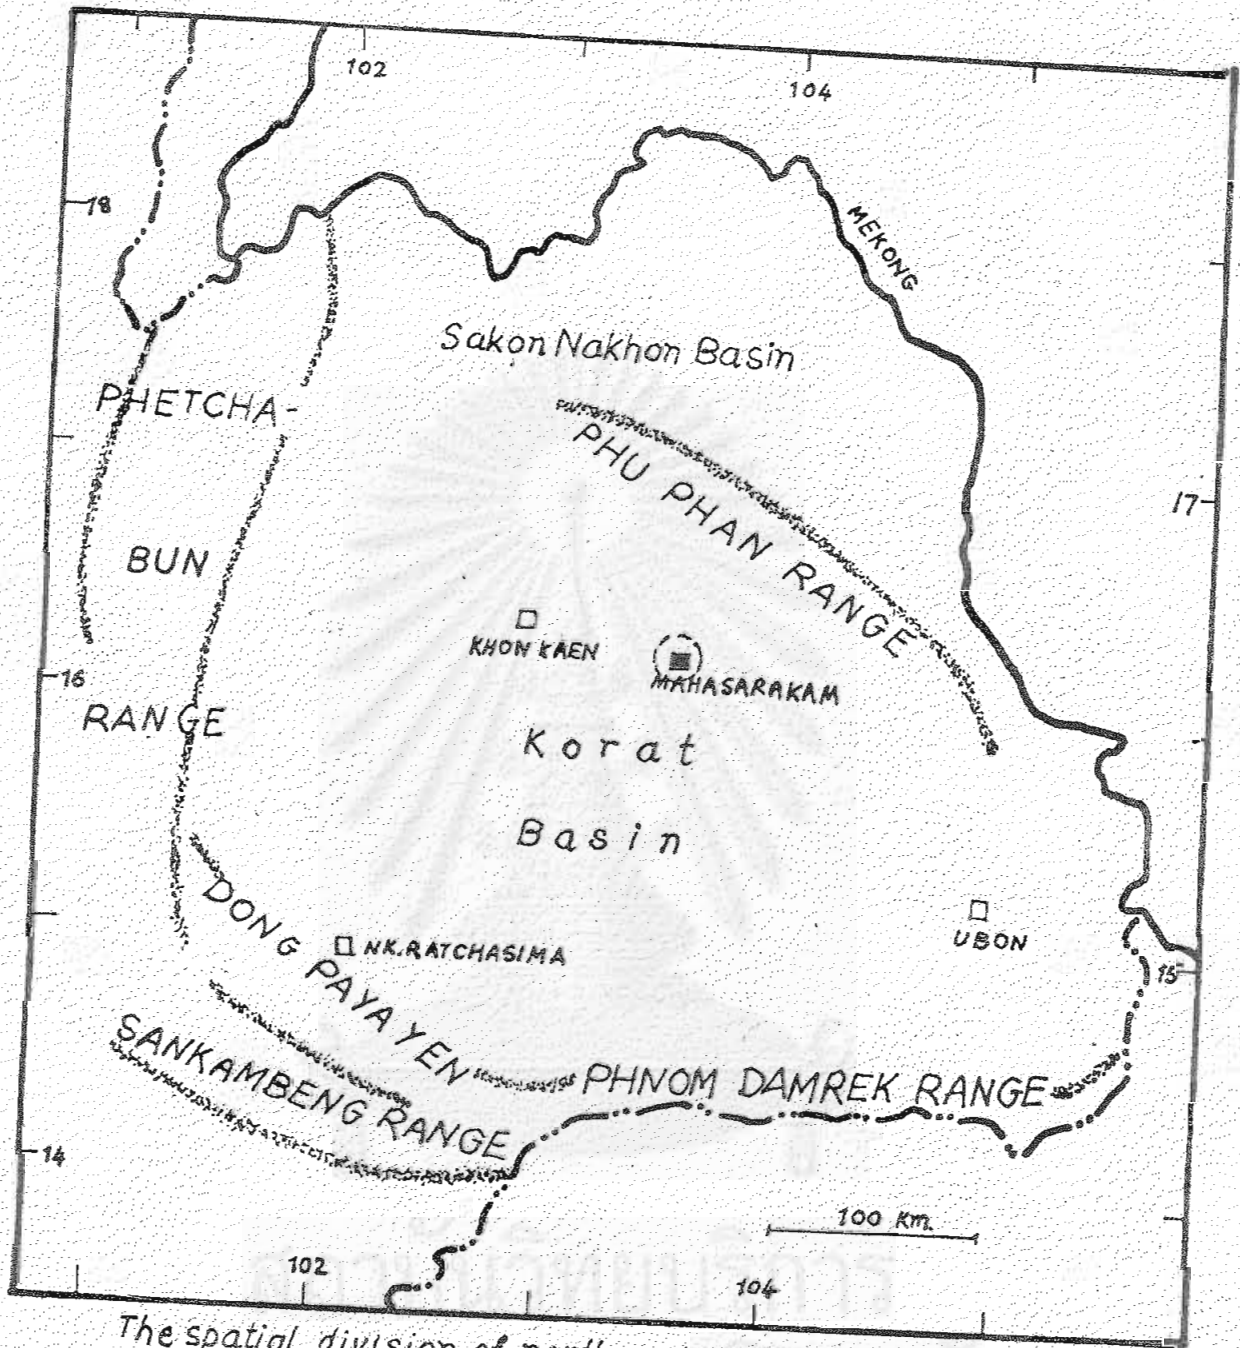 102
104
18
MEKONG
Sakon Nakhon Basin
PHETCHA-
PHU PHAN RANGE
17
BUN
KHON KAEN
MAHASARAKAM
16
RANGE
Korat
Basin
DONG PAYA YEN
UBON
NK.RATCHASIMA
15
SANKAMBENG RANGE
PHNOM DAMREK RANGE
14
100 Km.
102
104
The spatial division of